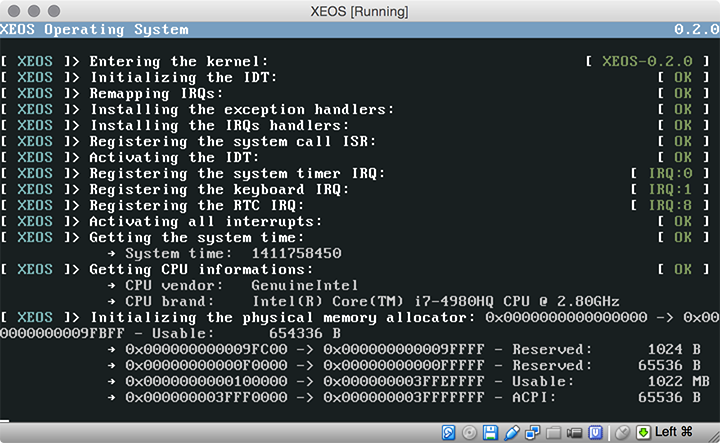 XEOS [Running]
XEOS Operating System 0.2.0
[ XEOS ]> Entering the kernel: [ XEOS-0.2.0 ]
[ XEOS ]> Initializing the IDT: [ OK ]
[ XEOS ]> Remapping IRQs: [ OK ]
[ XEOS ]> Installing the exception handlers: [ OK ]
[ XEOS ]> Installing the IRQs handlers: [ OK ]
[ XEOS ]> Registering the system call ISR: [ OK ]
[ XEOS ]> Activating the IDT: [ OK ]
[ XEOS ]> Registering the system timer IRQ: [ IRQ:0 ]
[ XEOS ]> Registering the keyboard IRQ: [ IRQ:1 ]
[ XEOS ]> Registering the RTC IRQ: [ IRQ:8 ]
[ XEOS ]> Activating all interrupts: [ OK ]
[ XEOS ]> Getting the system time: [ OK ]
→ System time: 1411758450
[ XEOS ]> Getting CPU informations: [ OK ]
→ CPU vendor: GenuineIntel
→ CPU brand: Intel(R) Core(TM) i7-4980HQ CPU @ 2.80GHz
[ XEOS ]> Initializing the physical memory allocator: 0x0000000000000000 -> 0x00
0000000009FBFF - Usable: 654336 B
→ 0x000000000009FC00 -> 0x000000000009FFFF - Reserved: 1024 B
→ 0x00000000000F0000 -> 0x00000000000FFFFF - Reserved: 65536 B
→ 0x0000000000100000 -> 0x000000003FFEFFFF - Usable: 1022 MB
→ 0x000000003FFF0000 -> 0x000000003FFFFFFF - ACPI: 65536 B
Left ⌘